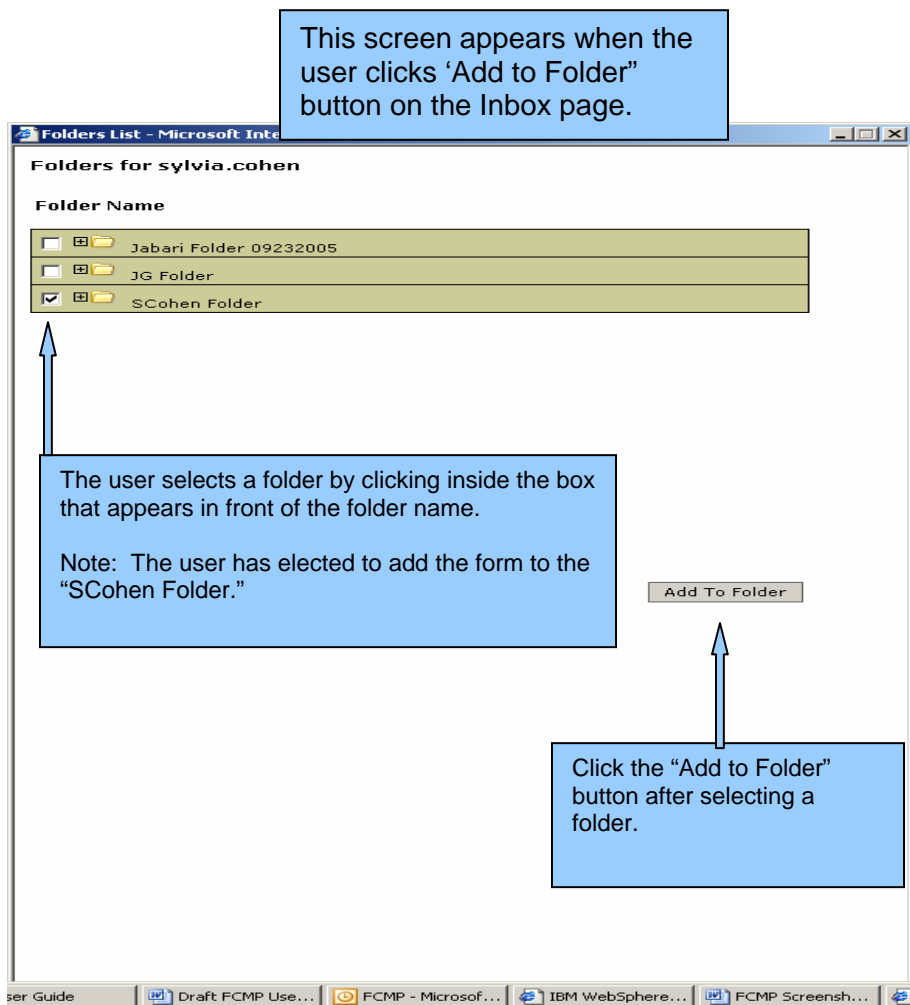 This screen appears when the
user clicks ‘Add to Folder”
button on the Inbox page.
Folders List - Microsoft Inte
Folders for sylvia.cohen
Folder Name
Jabari Folder 09232005
JG Folder
SCohen Folder
The user selects a folder by clicking inside the box
that appears in front of the folder name.
Note: The user has elected to add the form to the
“SCohen Folder.”
Add To Folder
Click the “Add to Folder”
button after selecting a
folder.
ser Guide
Draft FCMP Use...
FCMP - Microsof...
IBM WebSphere...
FCMP Screensh...